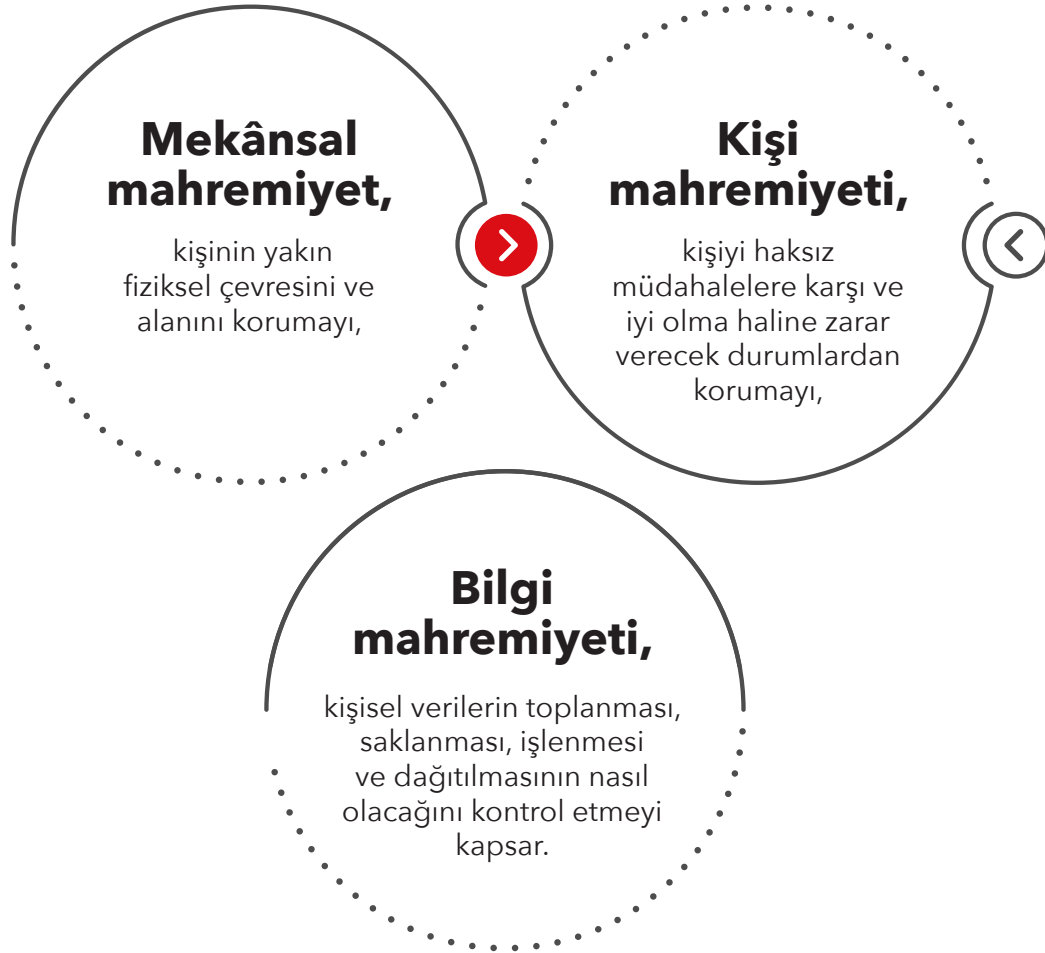 Mekânsal
mahremiyet,
kişinin yakın
fiziksel çevresini ve
alanını korumayı,
Kişi
mahremiyeti,
kişiyi haksız
müdahalelere karşı ve
iyi olma haline zarar
verecek durumlardan
korumayı,
Bilgi
mahremiyeti,
kişisel verilerin toplanması,
saklanması, işlenmesi
ve dağıtılmasının nasıl
olacağını kontrol etmeyi
kapsar.